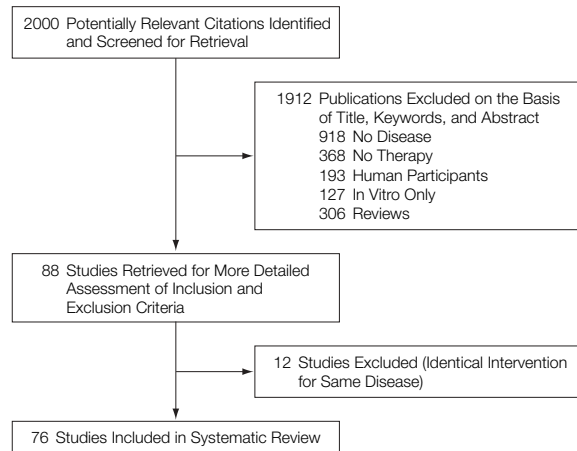 2000 Potentially Relevant Citations Identified
and Screened for Retrieval
1912 Publications Excluded on the Basis
of Title, Keywords, and Abstract
918 No Disease
368 No Therapy
193 Human Participants
127 In Vitro Only
306 Reviews
88 Studies Retrieved for More Detailed
Assessment of Inclusion and
Exclusion Criteria
12 Studies Excluded (Identical Intervention
for Same Disease)
76 Studies Included in Systematic Review